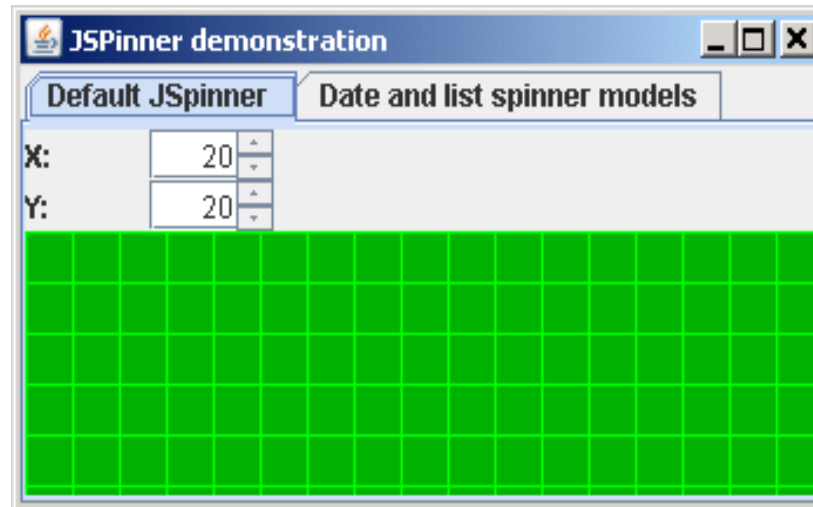 JSPinner demonstration
Default JSpinner Date and list spinner models
X: 20
Y: 20